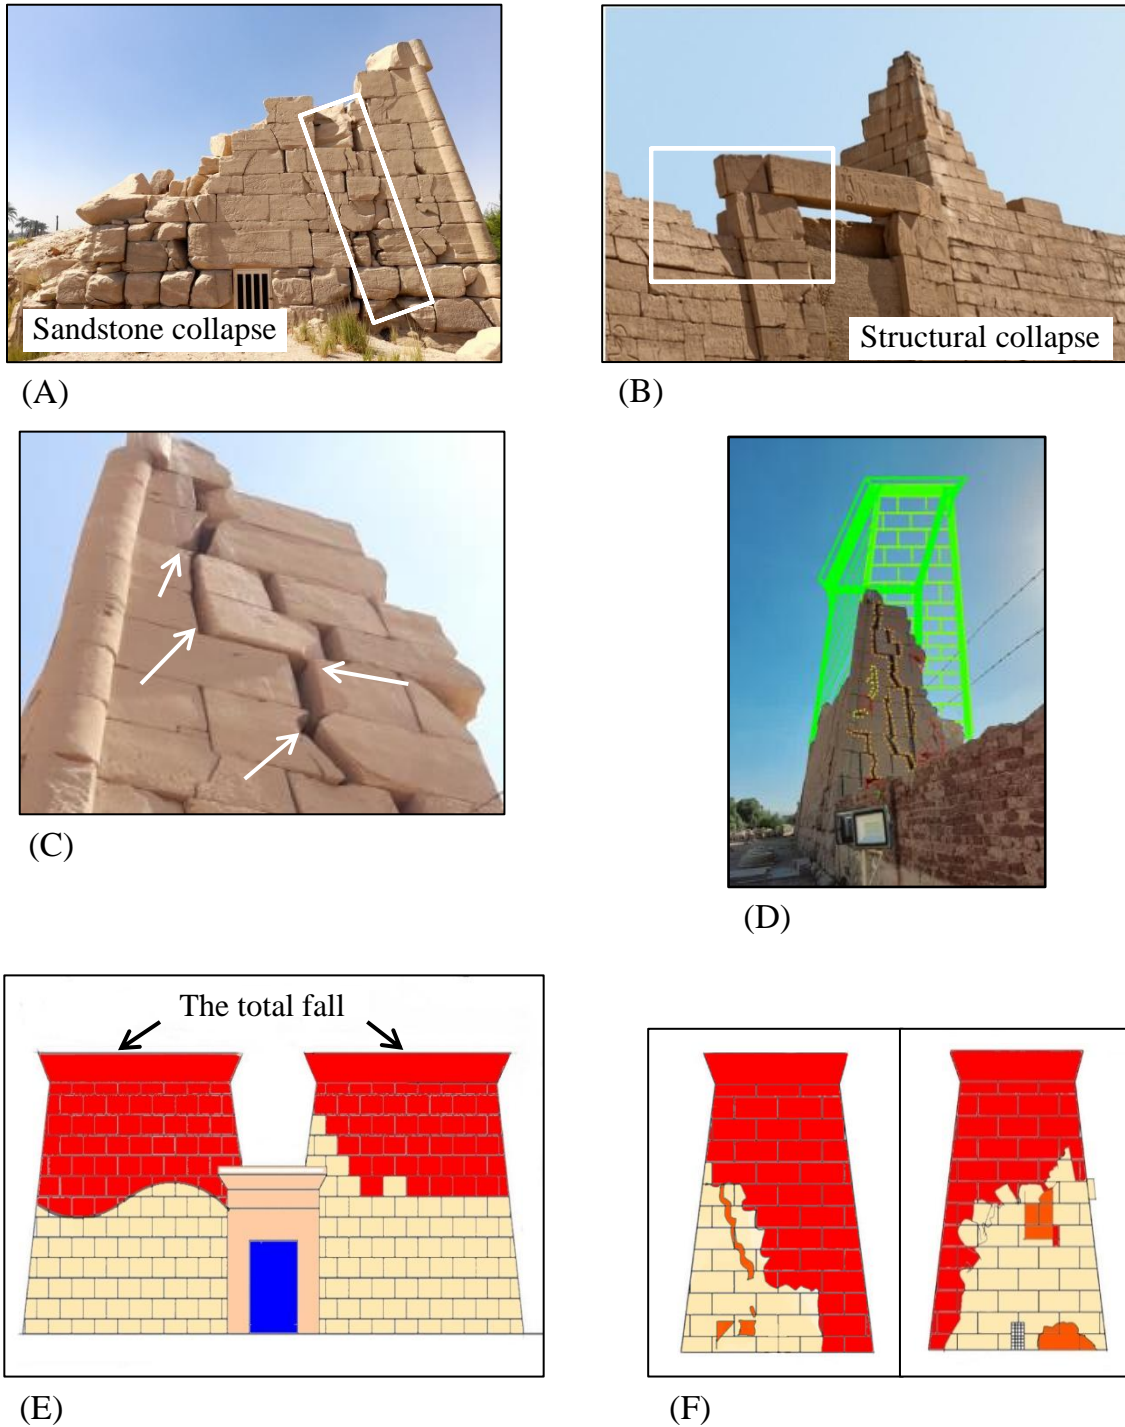 Sandstone collapse
Structural collapse
(A)
(B)
(C)
(D)
The total fall
(E)
(F)